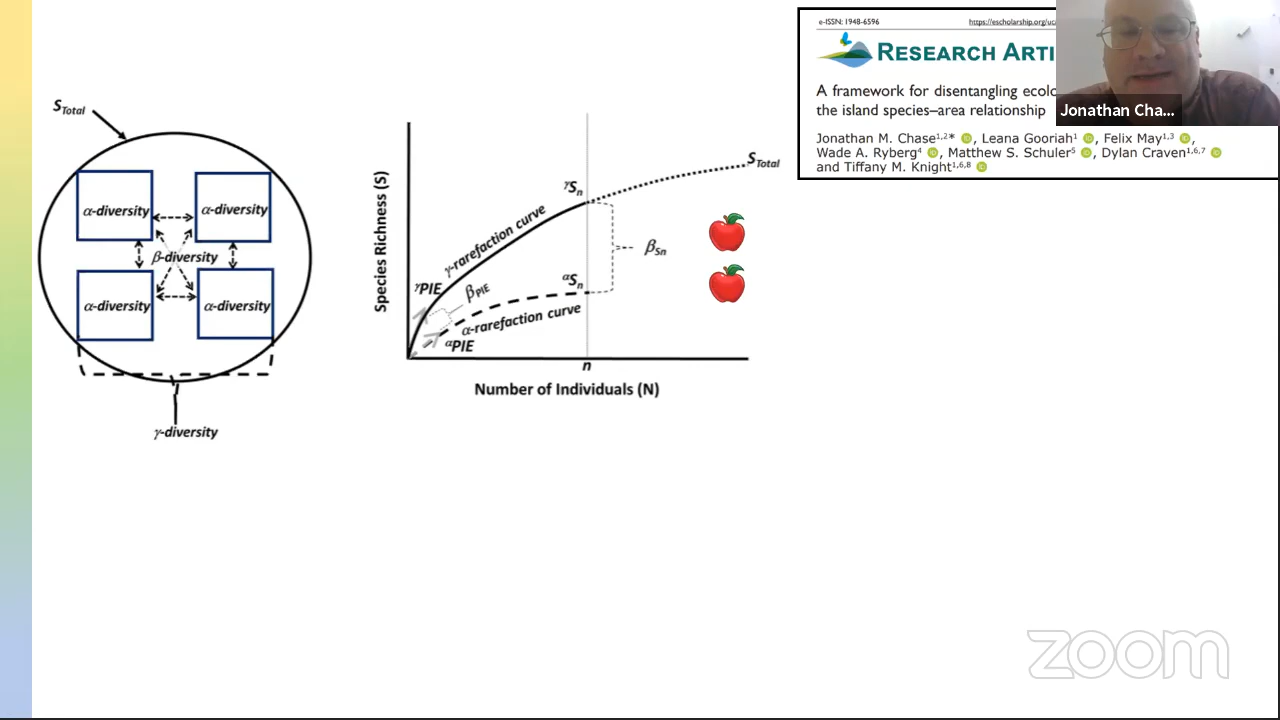 S_Total
α-diversity
α-diversity
β-diversity
α-diversity
α-diversity
γ-diversity
Species Richness (S)
γ-rarefaction curve
γS_n
S_Total
β_Sn
γPIE
β_PIE
αS_n
α-rarefaction curve
αPIE
n
Number of Individuals (N)
e-ISSN: 1948-6596
https://escholarship.org/uc
RESEARCH ARTI
A framework for disentangling ecolo
the island species–area relationship
Jonathan M. Chase1,2*, Leana Gooriah1, Felix May1,3,
Wade A. Ryberg4, Matthew S. Schuler5, Dylan Craven1,6,7
and Tiffany M. Knight1,6,8
Jonathan Cha...
zoom